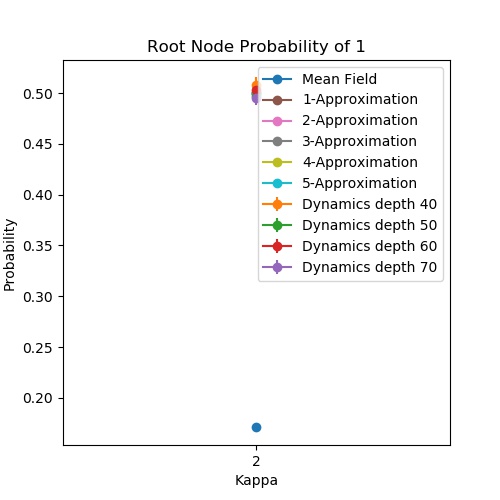 Root Node Probability of 1
Mean Field
1-Approximation
2-Approximation
3-Approximation
4-Approximation
5-Approximation
Dynamics depth 40
Dynamics depth 50
Dynamics depth 60
Dynamics depth 70
0.50
0.45
0.40
0.35
0.30
0.25
0.20
Probability
2
Kappa